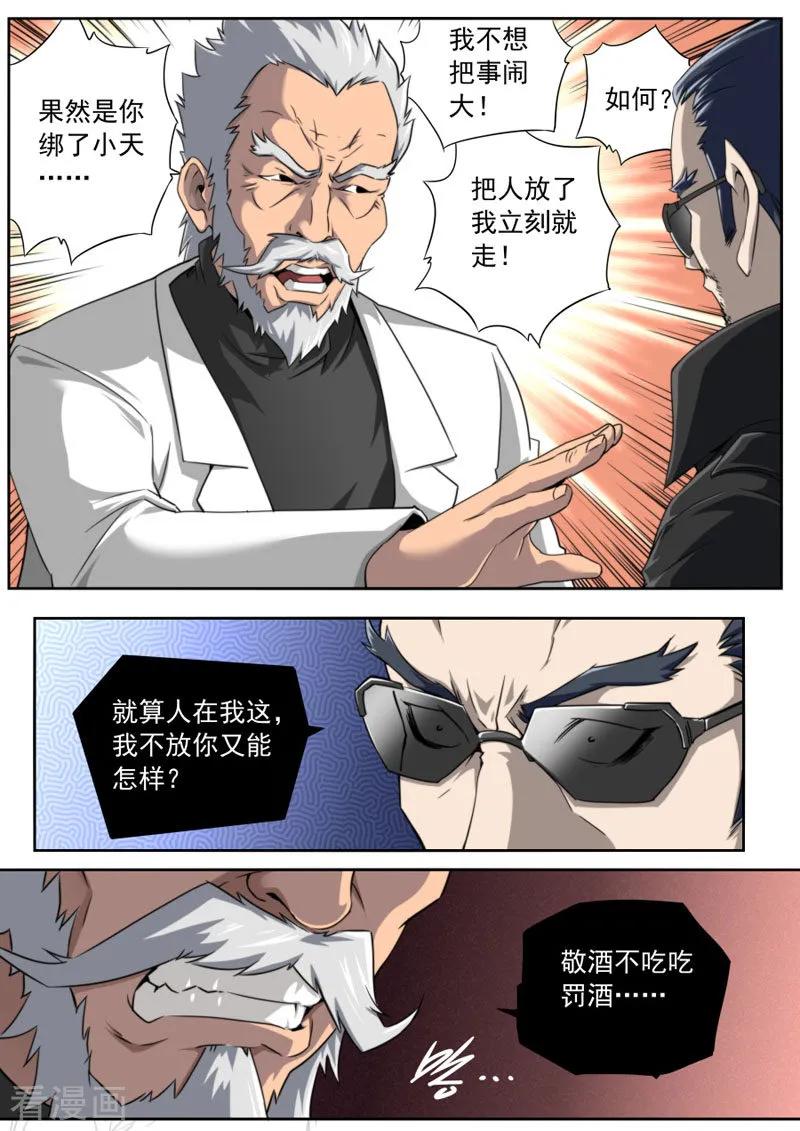 果然是你
绑了小天
……
我不想
把事闹
大！
把人放了
我立刻就
走！
如何？
就算人在我这，
我不放你又能
怎样？
敬酒不吃吃
罚酒……
看漫画